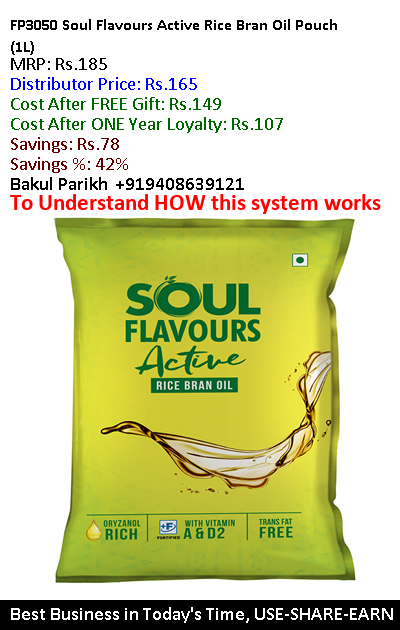 FP3050 Soul Flavours Active Rice Bran Oil Pouch
(1L)
MRP: Rs.185
Distributor Price: Rs.165
Cost After FREE Gift: Rs.149
Cost After ONE Year Loyalty: Rs.107
Savings: Rs.78
Savings %: 42%
Bakul Parikh +919408639121
To Understand HOW this system works
SOUL
FLAVOURS
Active
RICE BRAN OIL
ORYZANOL
RICH
+F
FORTIFIED
WITH VITAMIN
A & D2
TRANS FAT
FREE
Best Business in Today's Time, USE-SHARE-EARN